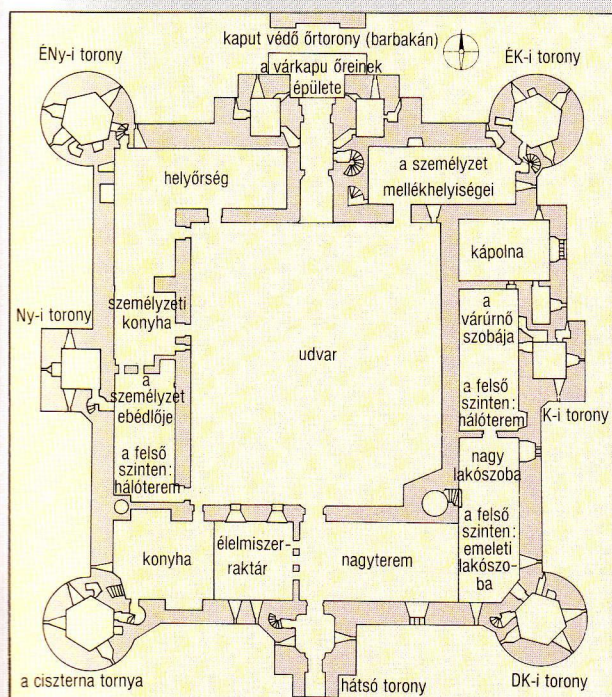 kaput védő őrtorony (barbakán)
ÉNy-i torony
a várkapu őreinek
épülete
ÉK-i torony
helyőrség
a személyzet
mellékhelyiségei
kápolna
személyzeti
konyha
Ny-i torony
udvar
a
várúrnő
szobája
a felső
szinten:
hálóterem
K-i torony
a
személyzet
ebédlője
a felső
szinten:
hálóterem
nagy
lakószoba
a felső
szinten:
emeleti
lakószo-
ba
konyha
élelmiszer-
raktár
nagyterem
a ciszterna tornya
hátsó torony
DK-i torony